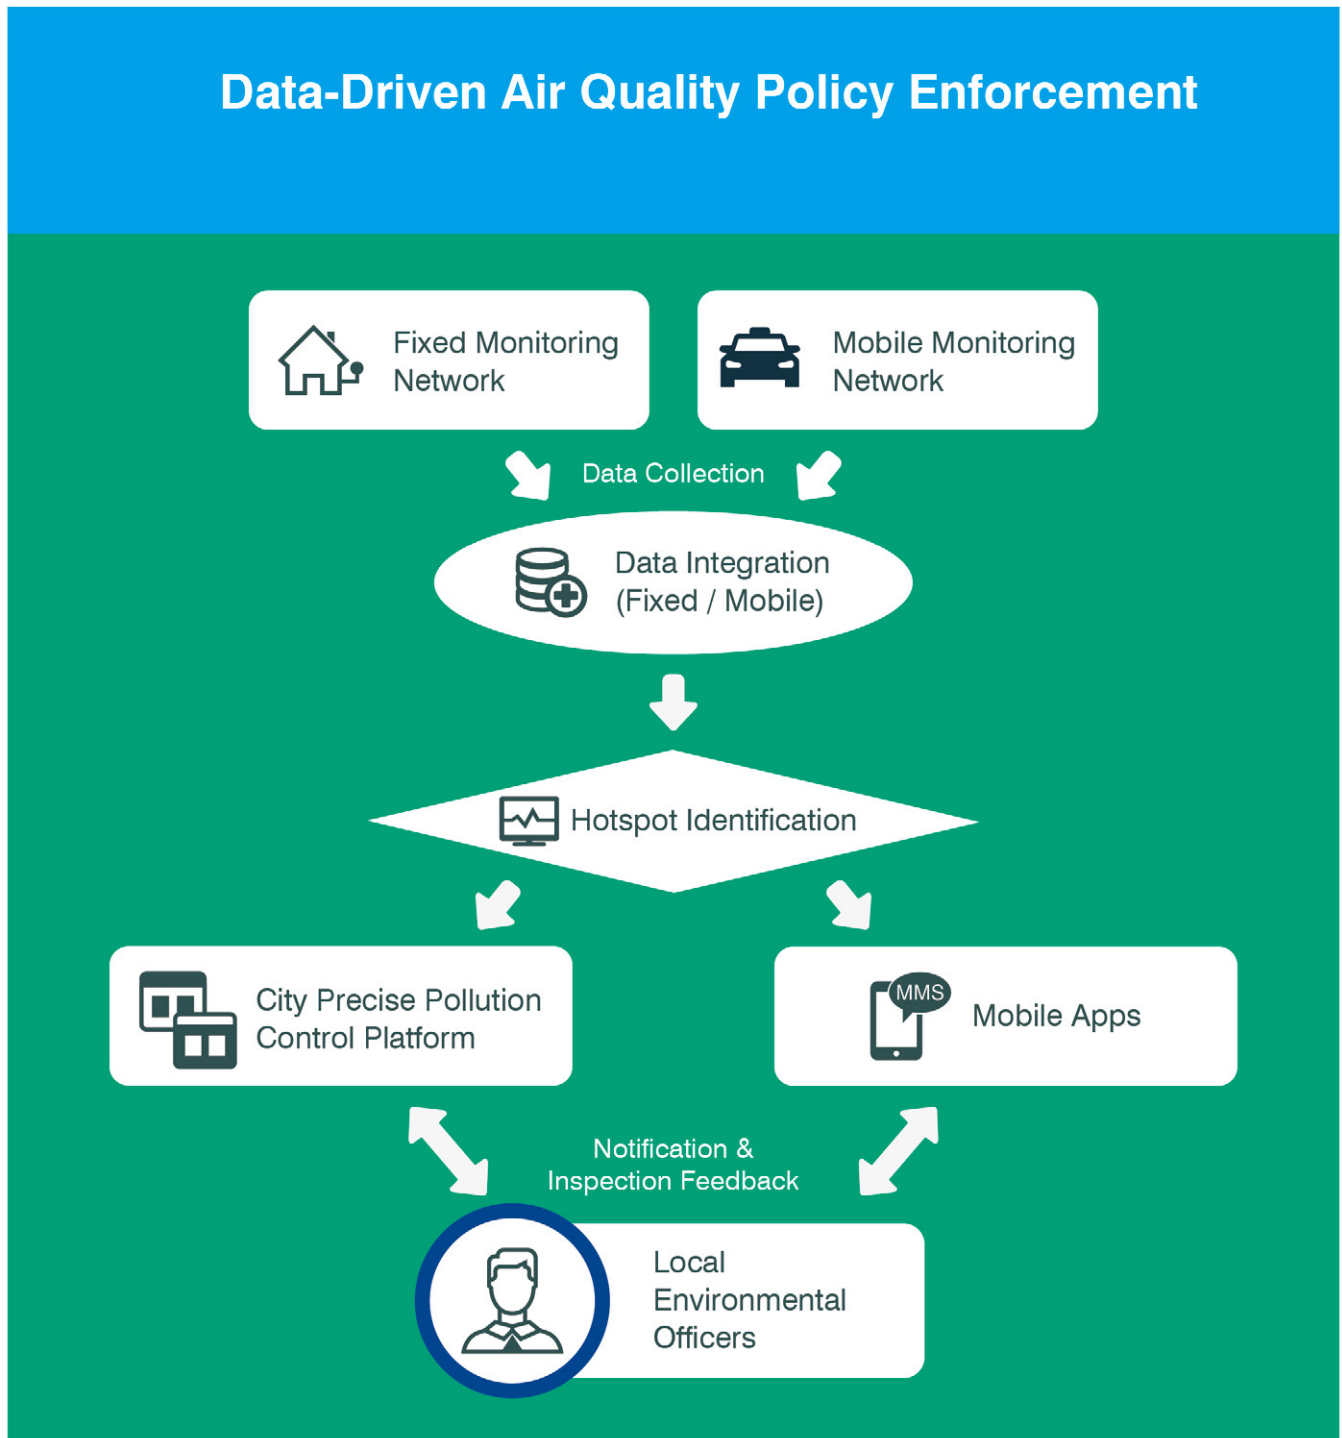 Data-Driven Air Quality Policy Enforcement
Fixed Monitoring
Network
Mobile Monitoring
Network
Data Collection
Data Integration
(Fixed / Mobile)
Hotspot Identification
City Precise Pollution
Control Platform
MMS
Mobile Apps
Notification &
Inspection Feedback
Local
Environmental
Officers